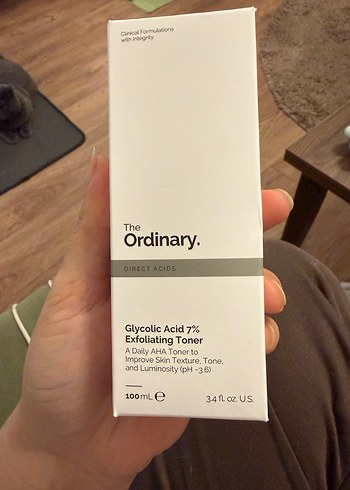 Clinical Formulations
with Integrity
The
Ordinary.
DIRECT ACIDS
Glycolic Acid 7%
Exfoliating Toner
A Daily AHA Toner to
Improve Skin Texture, Tone,
and Luminosity (pH ~3.6)
100mL ℮
3.4 fl. oz. U.S.